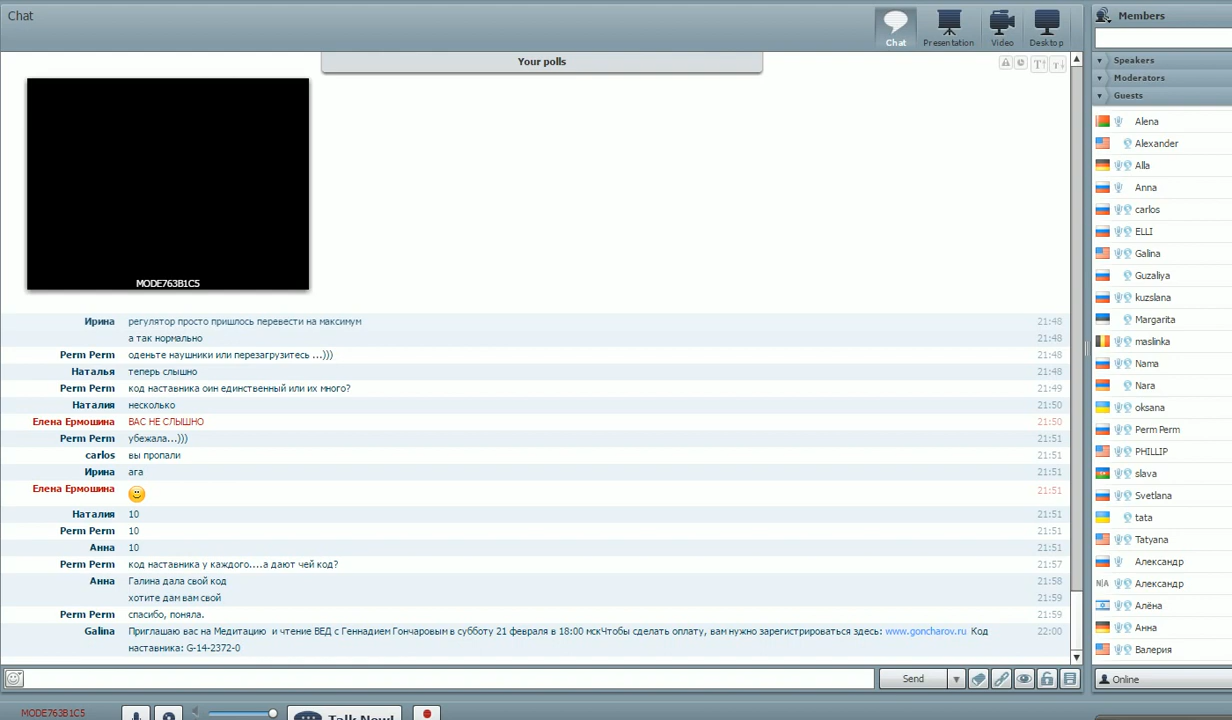 Chat
Chat
Presentation
Video
Desktop
Members
Your polls
Speakers
Moderators
Guests
MODE763B1C5
Ирина регулятор просто пришлось перевести на максимум 21:48
а так нормально 21:48
Perm Perm оденьте наушники или перезагрузитесь ...))) 21:48
Наталья теперь слышно 21:48
Perm Perm код наставника оин единственный или их много? 21:49
Наталия несколько 21:50
Елена Ермошина ВАС НЕ СЛЫШНО 21:50
Perm Perm убежала...))) 21:51
carlos вы пропали 21:51
Ирина ага 21:51
Елена Ермошина 21:51
Наталия 10 21:51
Perm Perm 10 21:51
Анна 10 21:51
Perm Perm код наставника у каждого....а дают чей код? 21:57
Анна Галина дала свой код 21:58
хотите дам вам свой 21:59
Perm Perm спасибо, поняла. 21:59
Galina Приглашаю вас на Медитацию и чтение ВЕД с Геннадием Гончаровым в субботу 21 февраля в 18:00 мскЧтобы сделать оплату, вам нужно зарегистрироваться здесь: www.goncharov.ru Код 22:00
наставника: G-14-2372-0
Alena
Alexander
Alla
Anna
carlos
ELLI
Galina
Guzaliya
kuzslana
Margarita
maslinka
Nama
Nara
oksana
Perm Perm
PHILLIP
slava
Svetlana
tata
Tatyana
Александр
N/A Александр
Алёна
Анна
Валерия
Send
Online
MODE763B1C5
Talk Now!